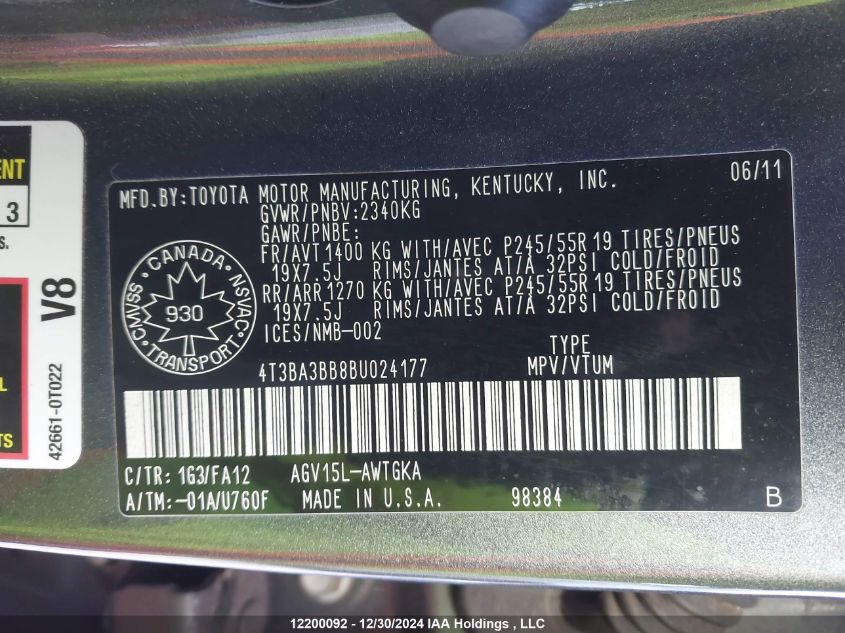 MFD.BY:TOYOTA MOTOR MANUFACTURING, KENTUCKY, INC. 06/11
GVWR/PNBV:2340KG
GAWR/PNBE:
FR/AVT1400 KG WITH/AVEC P245/55R19 TIRES/PNEUS
19X7.5J RIMS/JANTES AT/A 32PSI COLD/FROID
RR/ARR1270 KG WITH/AVEC P245/55R19 TIRES/PNEUS
19X7.5J RIMS/JANTES AT/A 32PSI COLD/FROID
ICES/NMB-002
CANADA
CMVSS
NSVAC
930
TRANSPORT
TYPE
4T3BA3BB8BU024177 MPV/VTUM
C/TR: 1G3/FA12 AGV15L-AWTGKA
A/TM:-01A/U760F MADE IN U.S.A. 98384 B
ENT
3
S.
V8
42661-0T022
L
TS
12200092 - 12/30/2024 IAA Holdings , LLC